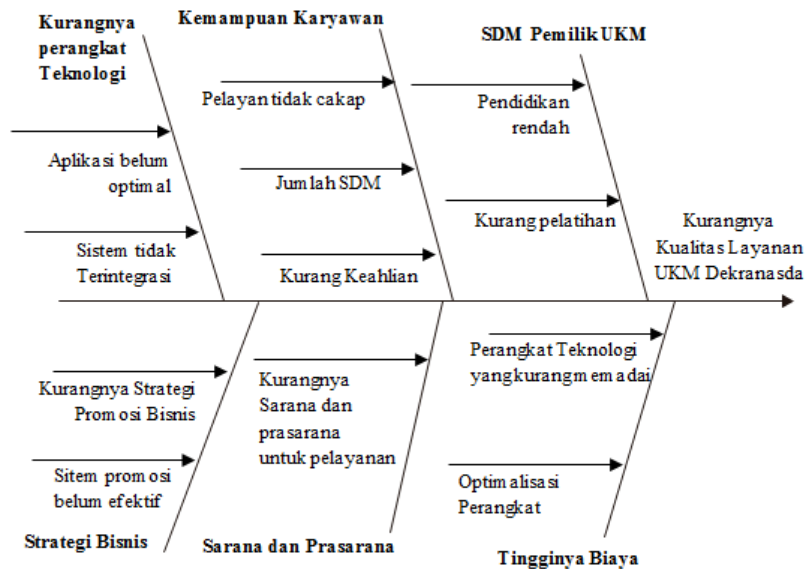 Kurangnya
perangkat
Teknologi
Kemampuan Karyawan
SDM Pemilik UKM
Pelayan tidak cakap
Pendidikan
rendah
Aplikasi belum
optimal
Jumlah SDM
Kurang pelatihan
Sistem tidak
Terintegrasi
Kurang Keahlian
Kurangnya
Kualitas Layanan
UKM Dekranasda
Kurangnya Strategi
Promosi Bisnis
Kurangnya
Sarana dan
prasarana
untuk pelayanan
Perangkat Teknologi
yang kurang memadai
Sitem promosi
belum efektif
Optimalisasi
Perangkat
Strategi Bisnis
Sarana dan Prasarana
Tingginya Biaya